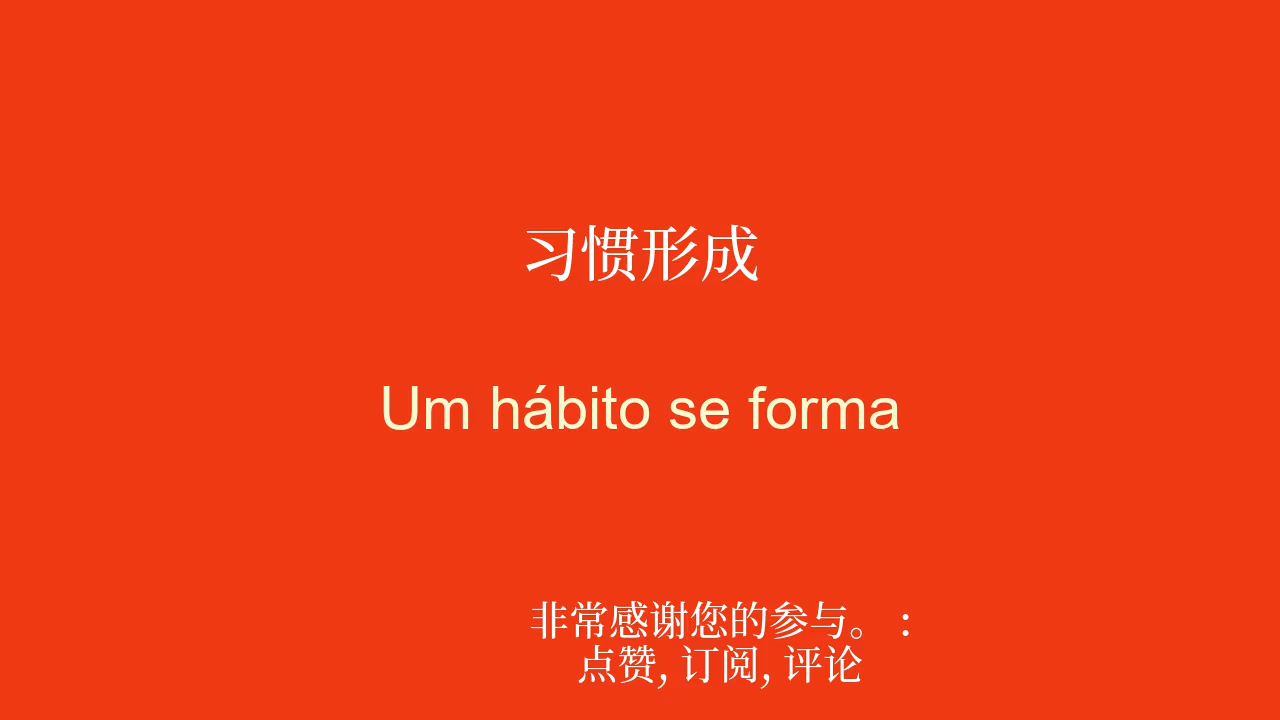 习惯形成
Um hábito se forma
非常感谢您的参与。 :
点赞, 订阅, 评论